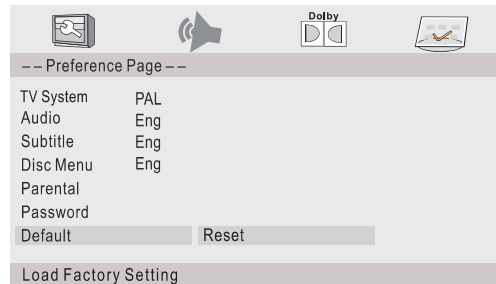 Dolby
-- Preference Page --
TV System PAL
Audio Eng
Subtitle Eng
Disc Menu Eng
Parental
Password
Default Reset
Load Factory Setting